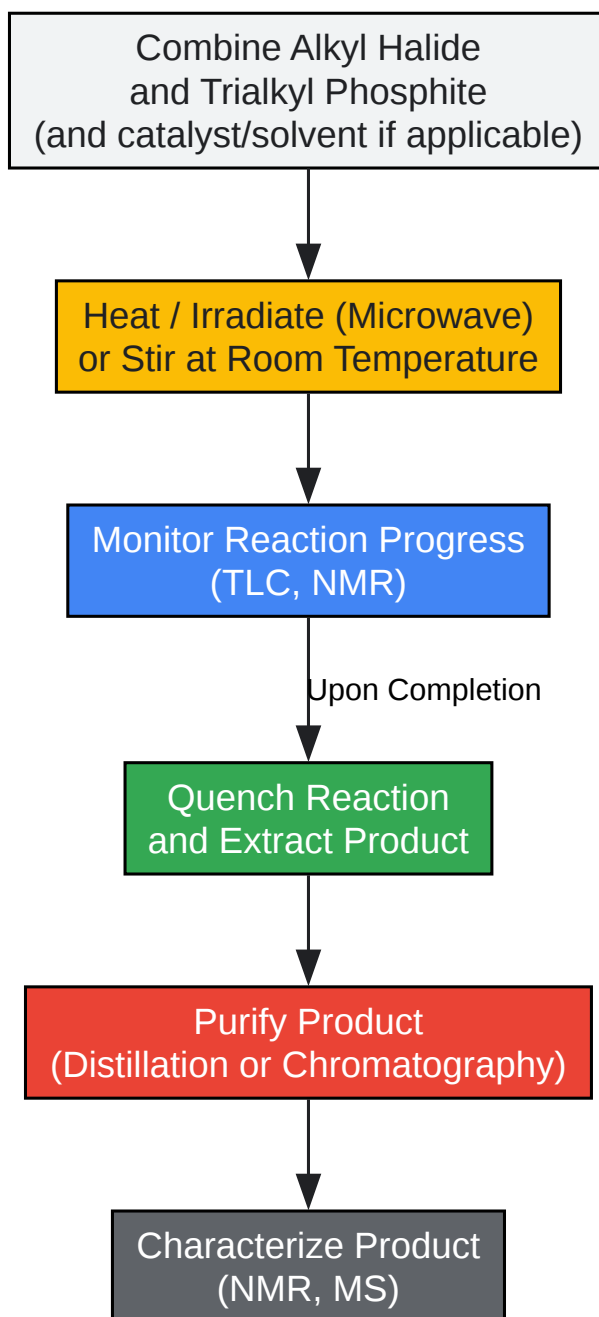 Combine Alkyl Halide
and Trialkyl Phosphite
(and catalyst/solvent if applicable)
Heat / Irradiate (Microwave)
or Stir at Room Temperature
Monitor Reaction Progress
(TLC, NMR)
Upon Completion
Quench Reaction
and Extract Product
Purify Product
(Distillation or Chromatography)
Characterize Product
(NMR, MS)